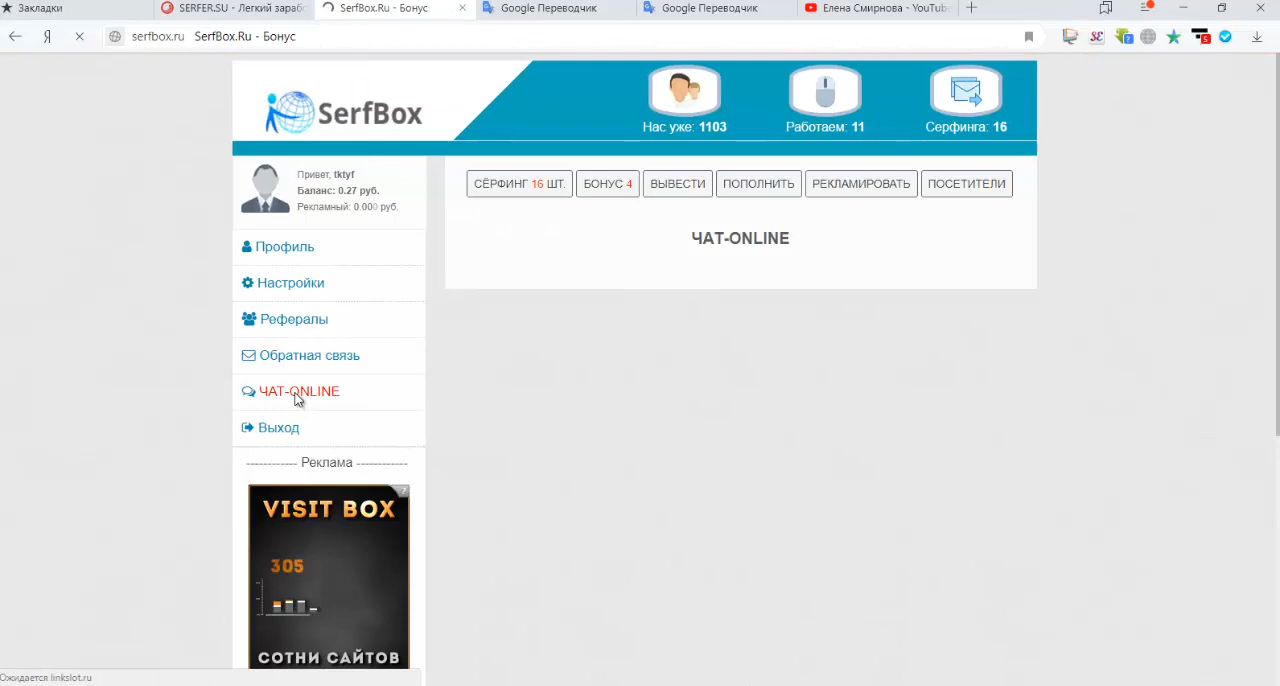 Закладки
SERFER.SU - Легкий зарабо
SerfBox.Ru - Бонус
Google Переводчик
Google Переводчик
Елена Смирнова - YouTube
Я
serfbox.ru SerfBox.Ru - Бонус
SerfBox
Нас уже: 1103
Работаем: 11
Серфинга: 16
Привет, tktyf
Баланс: 0.27 руб.
Рекламный: 0.000 руб.
СЁРФИНГ 16 ШТ.
БОНУС 4
ВЫВЕСТИ
ПОПОЛНИТЬ
РЕКЛАМИРОВАТЬ
ПОСЕТИТЕЛИ
ЧАТ-ONLINE
Профиль
Настройки
Рефералы
Обратная связь
ЧАТ-ONLINE
Выход
------------ Реклама ------------
VISIT BOX
305
СОТНИ САЙТОВ
Ожидается linkslot.ru